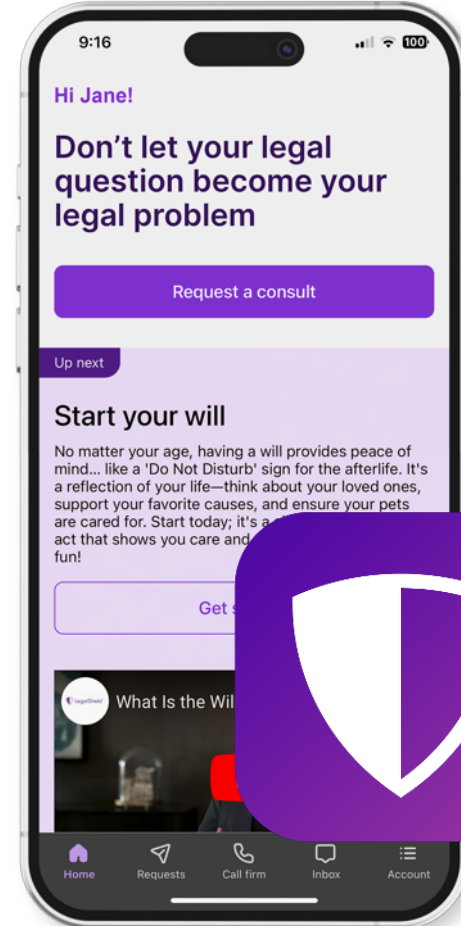 9:16
100
Hi Jane!
Don’t let your legal
question become your
legal problem
Request a consult
Up next
Start your will
No matter your age, having a will provides peace of
mind... like a 'Do Not Disturb' sign for the afterlife. It's
a reflection of your life—think about your loved ones,
support your favorite causes, and ensure your pets
are cared for. Start today; it's a
act that shows you care and
fun!
Get
LegalShield
What Is the Wil
Home
Requests
Call firm
Inbox
Account